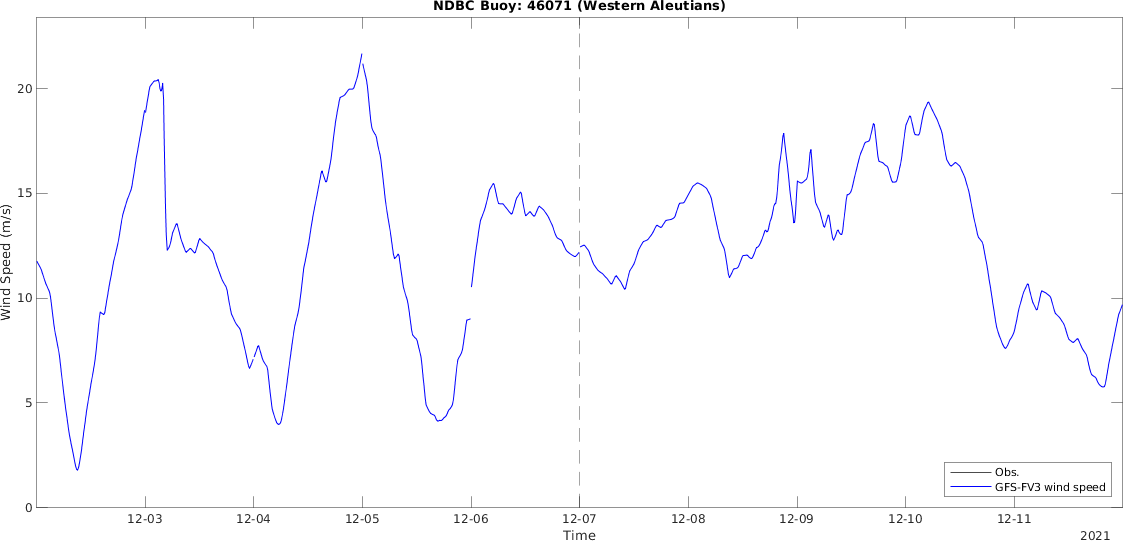 NDBC Buoy: 46071 (Western Aleutians)
20
15
10
5
0
Wind Speed (m/s)
12-03 12-04 12-05 12-06 12-07 12-08 12-09 12-10 12-11
Time
2021
Obs.
GFS-FV3 wind speed